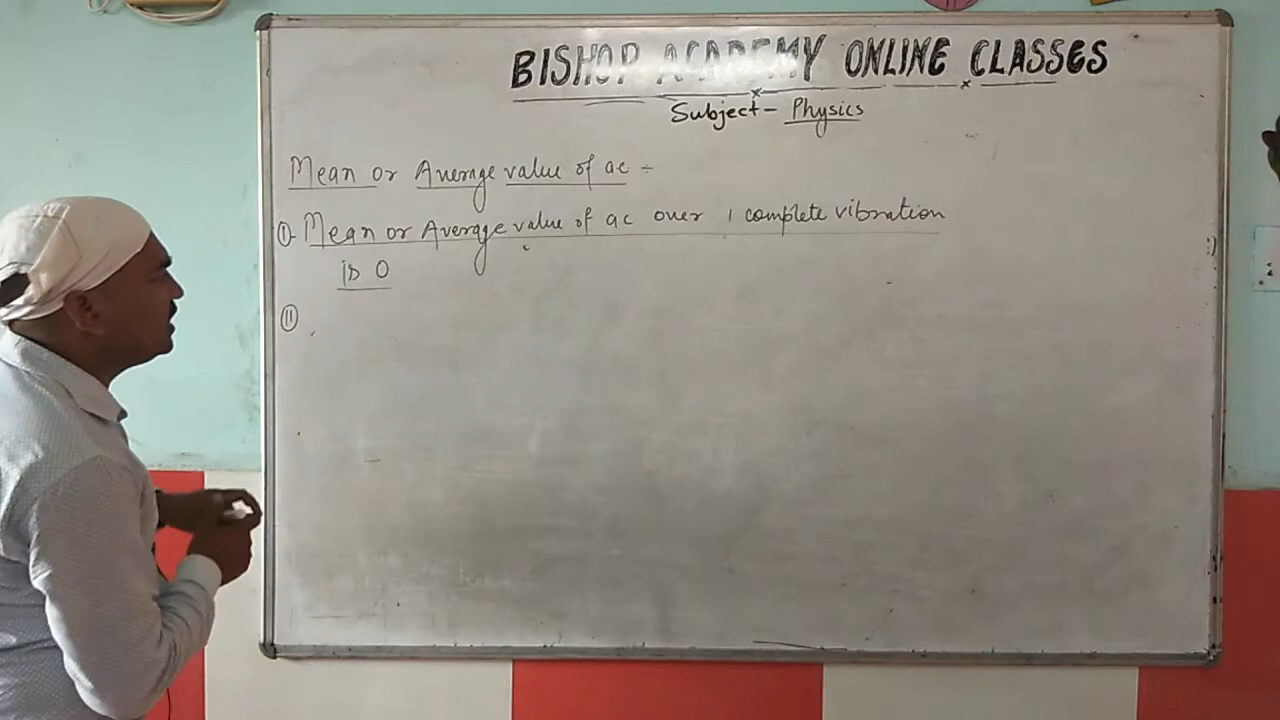 BISHOP ACADEMY ONLINE CLASSES
Subject - Physics
Mean or Average value of ac -
(I) Mean or Average value of ac over 1 complete vibration
is 0
(II)